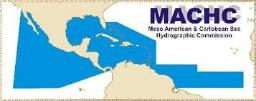 MACHC
Meso American & Caribbean Sea
Hydrographic Commission